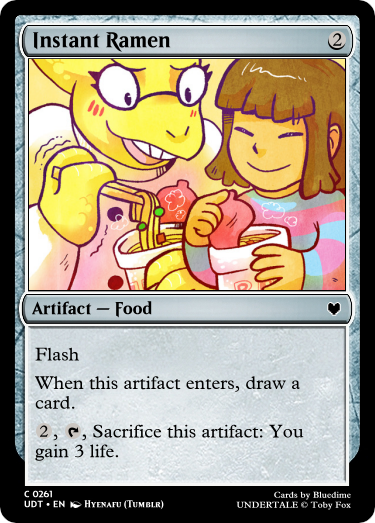 Instant Ramen 2
Artifact — Food
Flash
When this artifact enters, draw a
card.
2, , Sacrifice this artifact: You
gain 3 life.
C 0261
UDT • EN Hyenafu (Tumblr)
Cards by Bluedime
UNDERTALE © Toby Fox